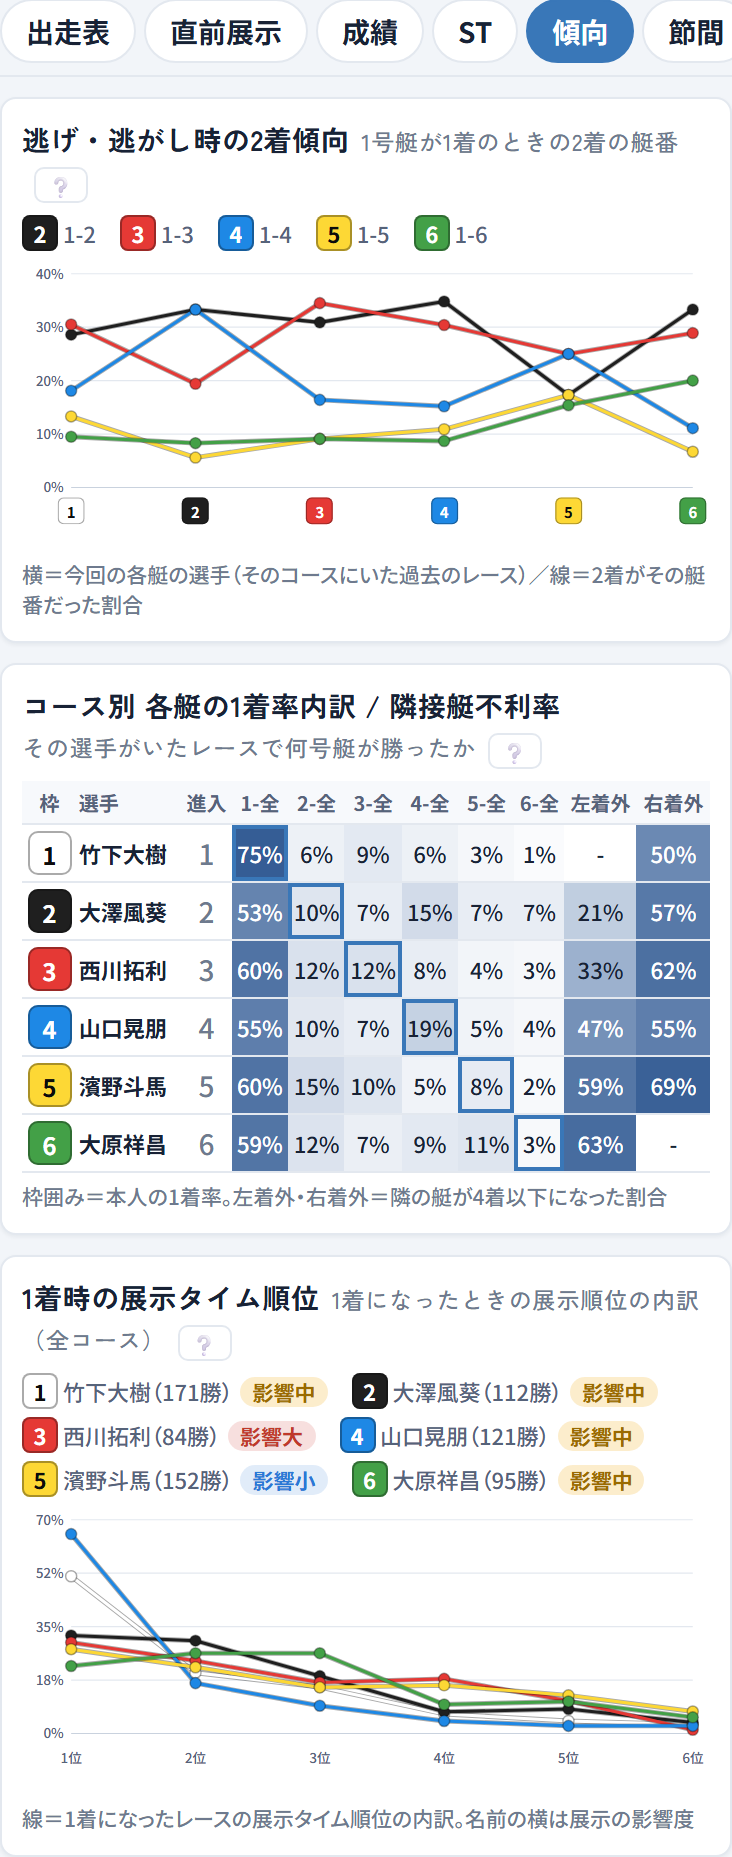 出走表 直前展示 成績 ST 傾向 節間
逃げ・逃がし時の2着傾向 1号艇が1着のときの2着の艇番
?
2 1-2 3 1-3 4 1-4 5 1-5 6 1-6
40%
30%
20%
10%
0%
1 2 3 4 5 6
横＝今回の各艇の選手（そのコースにいた過去のレース）／線＝2着がその艇
番だった割合
コース別 各艇の1着率内訳 / 隣接艇不利率
その選手がいたレースで何号艇が勝ったか ?
枠 選手 進入 1-全 2-全 3-全 4-全 5-全 6-全 左着外 右着外
1 竹下大樹 1 75% 6% 9% 6% 3% 1% - 50%
2 大澤風葵 2 53% 10% 7% 15% 7% 7% 21% 57%
3 西川拓利 3 60% 12% 12% 8% 4% 3% 33% 62%
4 山口晃朋 4 55% 10% 7% 19% 5% 4% 47% 55%
5 濱野斗馬 5 60% 15% 10% 5% 8% 2% 59% 69%
6 大原祥昌 6 59% 12% 7% 9% 11% 3% 63% -
枠囲み＝本人の1着率。左着外・右着外＝隣の艇が4着以下になった割合
1着時の展示タイム順位 1着になったときの展示順位の内訳
（全コース） ?
1 竹下大樹（171勝） 影響中 2 大澤風葵（112勝） 影響中
3 西川拓利（84勝） 影響大 4 山口晃朋（121勝） 影響中
5 濱野斗馬（152勝） 影響小 6 大原祥昌（95勝） 影響中
70%
52%
35%
18%
0%
1位 2位 3位 4位 5位 6位
線＝1着になったレースの展示タイム順位の内訳。名前の横は展示の影響度